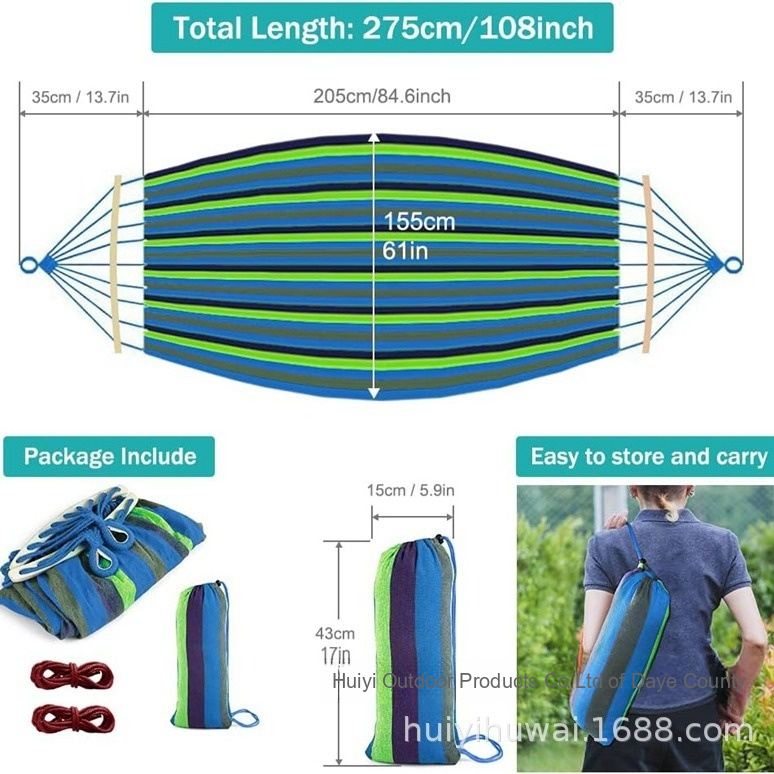 Total Length: 275cm/108inch
35cm / 13.7in
205cm/84.6inch
35cm / 13.7in
155cm
61in
Package Include
Easy to store and carry
15cm / 5.9in
43cm
17in
Huiyi Outdoor Products Co Ltd of Daye County
huiyihuwai.1688.com